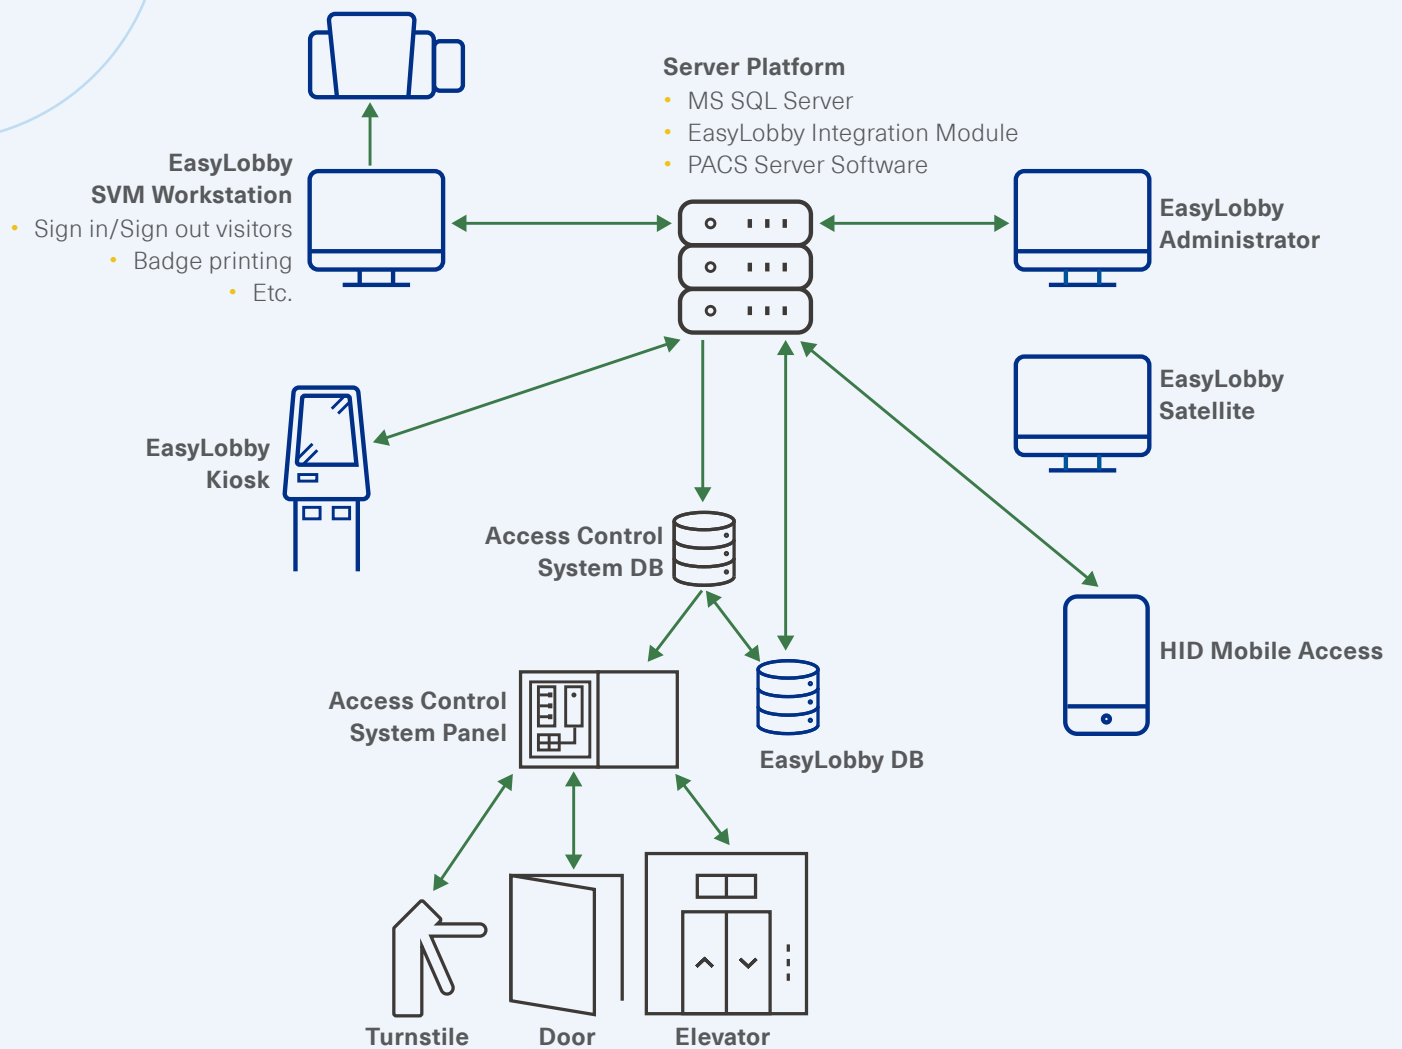 Server Platform
• MS SQL Server
• EasyLobby Integration Module
• PACS Server Software
EasyLobby
SVM Workstation
• Sign in/Sign out visitors
• Badge printing
• Etc.
EasyLobby
Administrator
EasyLobby
Satellite
EasyLobby
Kiosk
Access Control
System DB
HID Mobile Access
Access Control
System Panel
EasyLobby DB
Turnstile
Door
Elevator